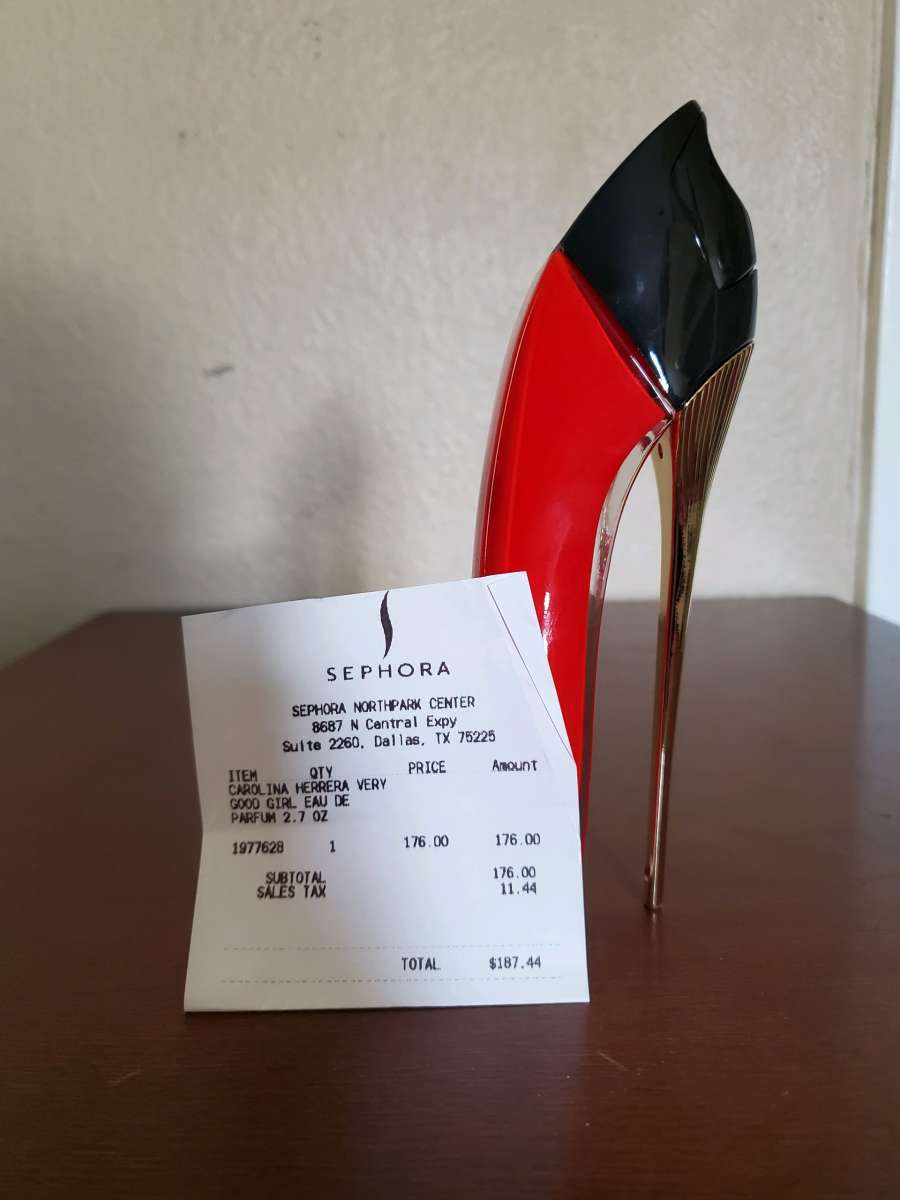 SEPHORA
SEPHORA NORTHPARK CENTER
8687 N Central Expy
Suite 2260, Dallas, TX 75225
ITEM QTY PRICE Amount
CAROLINA HERRERA VERY
GOOD GIRL EAU DE
PARFUM 2.7 OZ
1977628 1 176.00 176.00
SUBTOTAL 176.00
SALES TAX 11.44
TOTAL $187.44